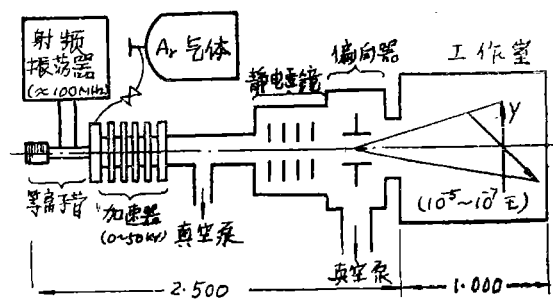 射频
振荡器
(≈100MHz)
Ar 气体
静电透鏡
偏向器
工作室
Y
(10⁻⁵~10⁻⁷乇)
等离子管
加速器
(0~50kV)
真空泵
真空泵
2.500
1.000